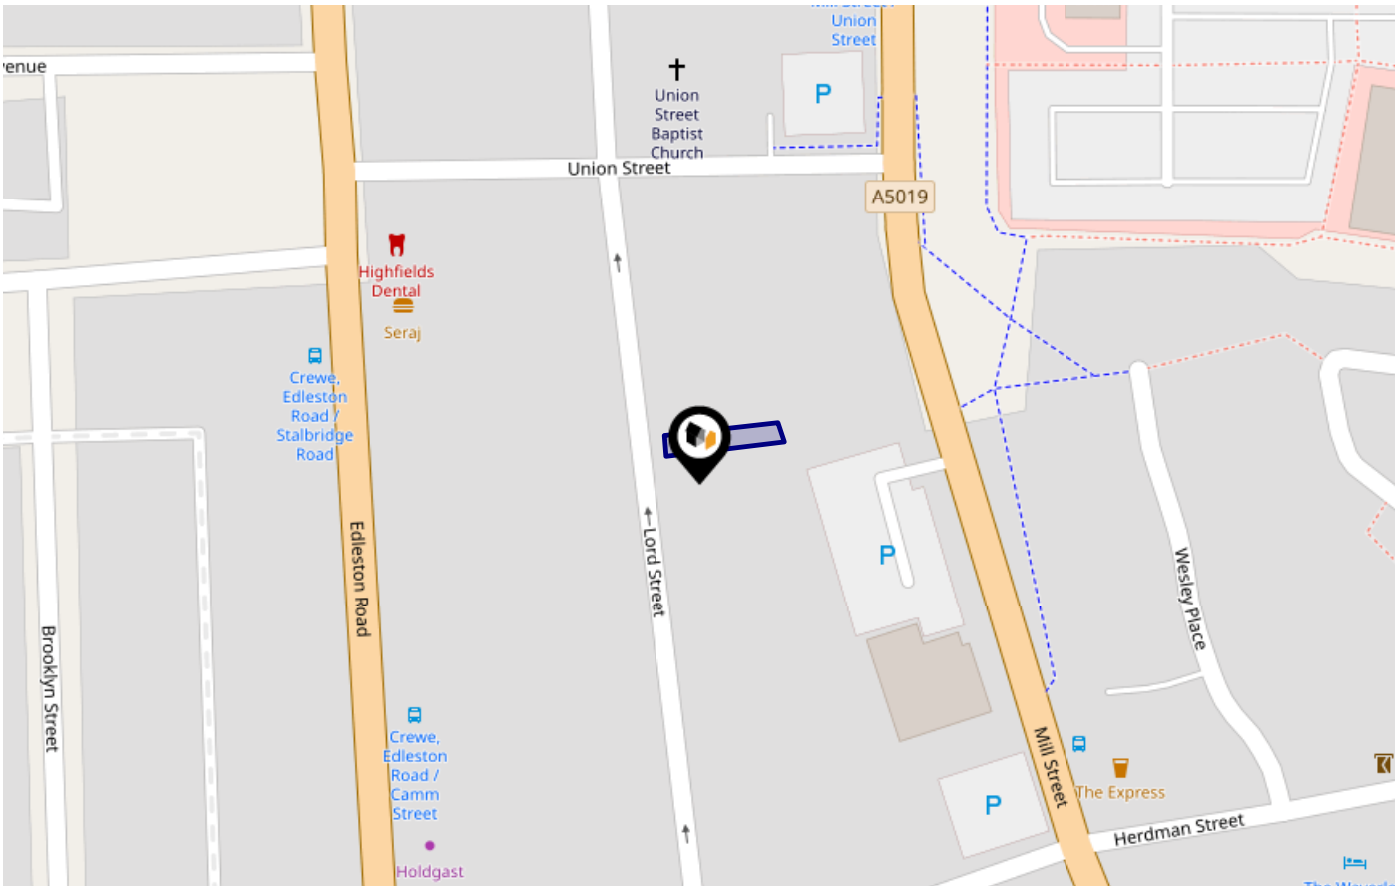 Union
Street
venue
Union
Street
Baptist
Church
P
Union Street
A5019
Highfields
Dental
Seraj
Crewe,
Edleston
Road /
Stalbridge
Road
Edleston Road
Lord Street
P
Wesley Place
Brooklyn Street
Crewe,
Edleston
Road /
Camm
Street
Mill Street
The Express
P
Herdman Street
Holdgast